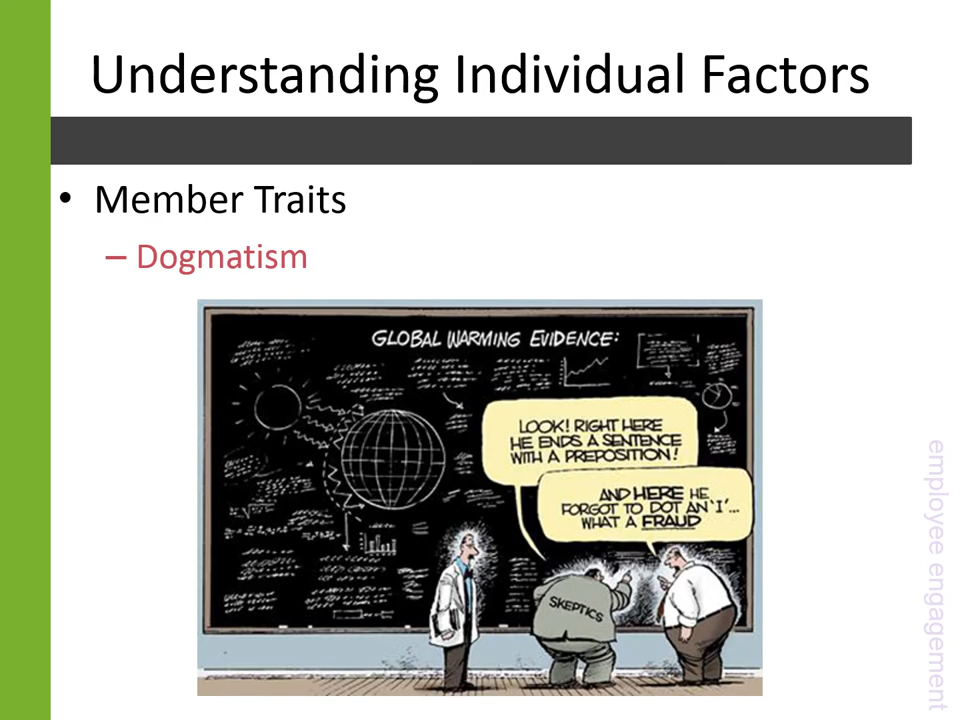 Understanding Individual Factors
• Member Traits
– Dogmatism
GLOBAL WARMING EVIDENCE:
LOOK! RIGHT HERE
HE ENDS A SENTENCE
WITH A PREPOSITION!
AND HERE HE
FORGOT TO DOT AN 'I'...
WHAT A FRAUD
SKEPTICS
employee engagement